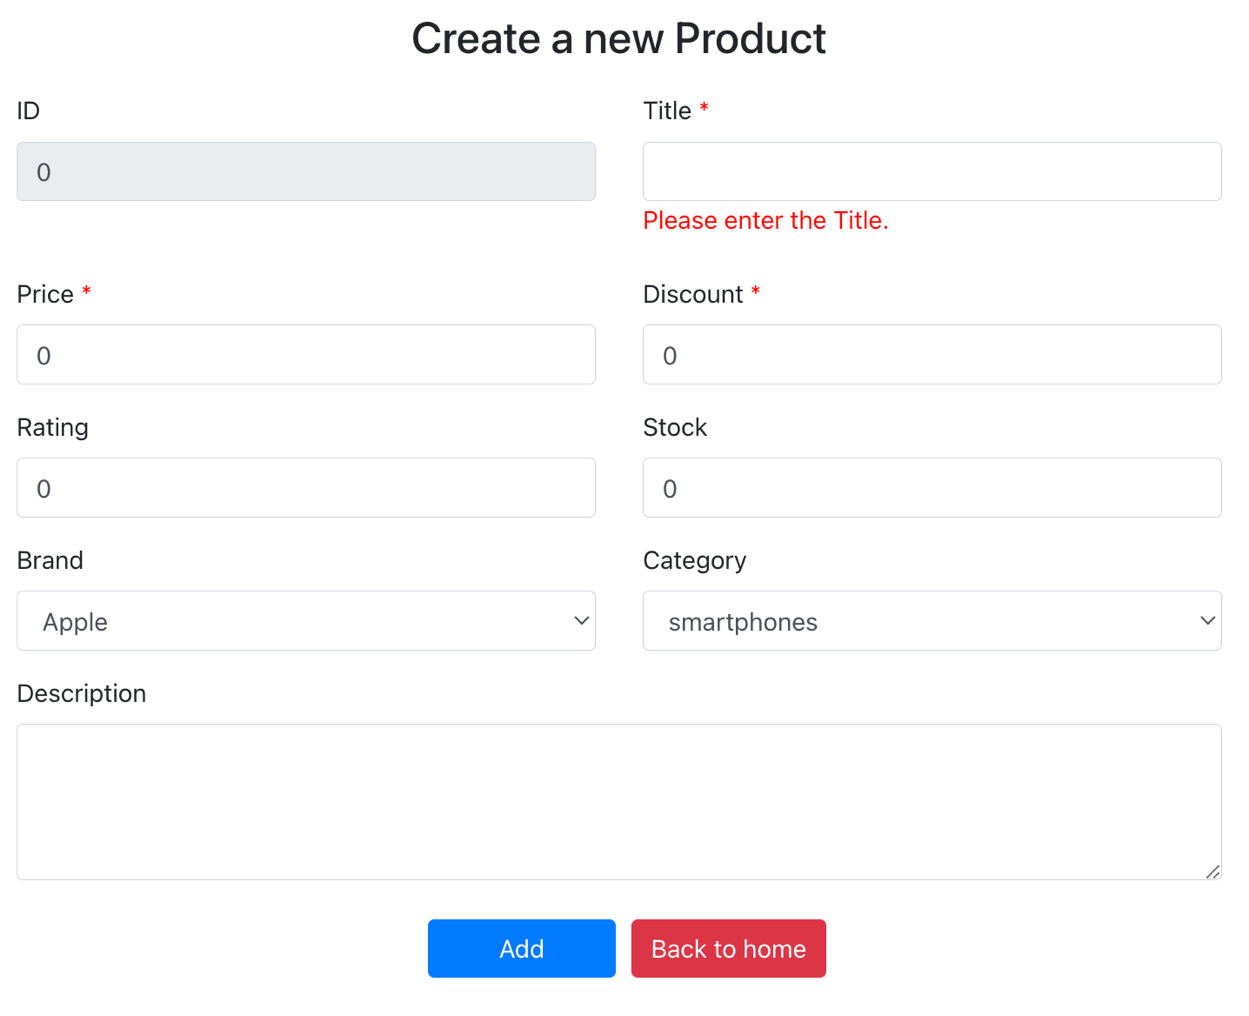 Create a new Product
ID
Title *
0
Please enter the Title.
Price *
Discount *
0
0
Rating
Stock
0
0
Brand
Category
Apple
smartphones
Description
Add
Back to home